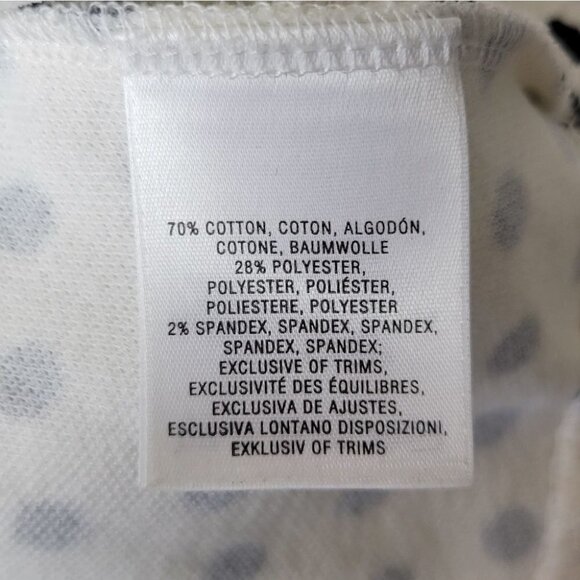 70% COTTON, COTON, ALGODÓN,
COTONE, BAUMWOLLE
28% POLYESTER,
POLYESTER, POLIÉSTER,
POLIESTERE, POLYESTER
2% SPANDEX, SPANDEX, SPANDEX,
SPANDEX, SPANDEX;
EXCLUSIVE OF TRIMS,
EXCLUSIVITÉ DES ÉQUILIBRES,
EXCLUSIVA DE AJUSTES,
ESCLUSIVA LONTANO DISPOSIZIONI,
EXKLUSIV OF TRIMS